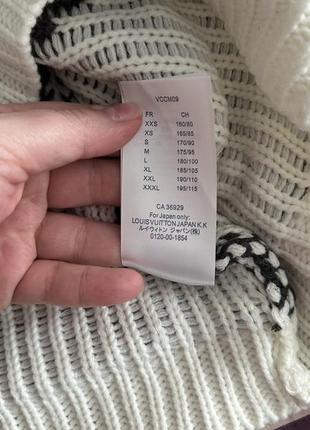 VCCM09
FR CH
XXS 160/80
XS 165/85
S 170/90
M 175/95
L 180/100
XL 185/105
XXL 190/110
XXXL 195/115
CA 36929
For Japan only:
LOUIS VUITTON JAPAN K.K
ルイヴィトン ジャパン(株)
0120-00-1854